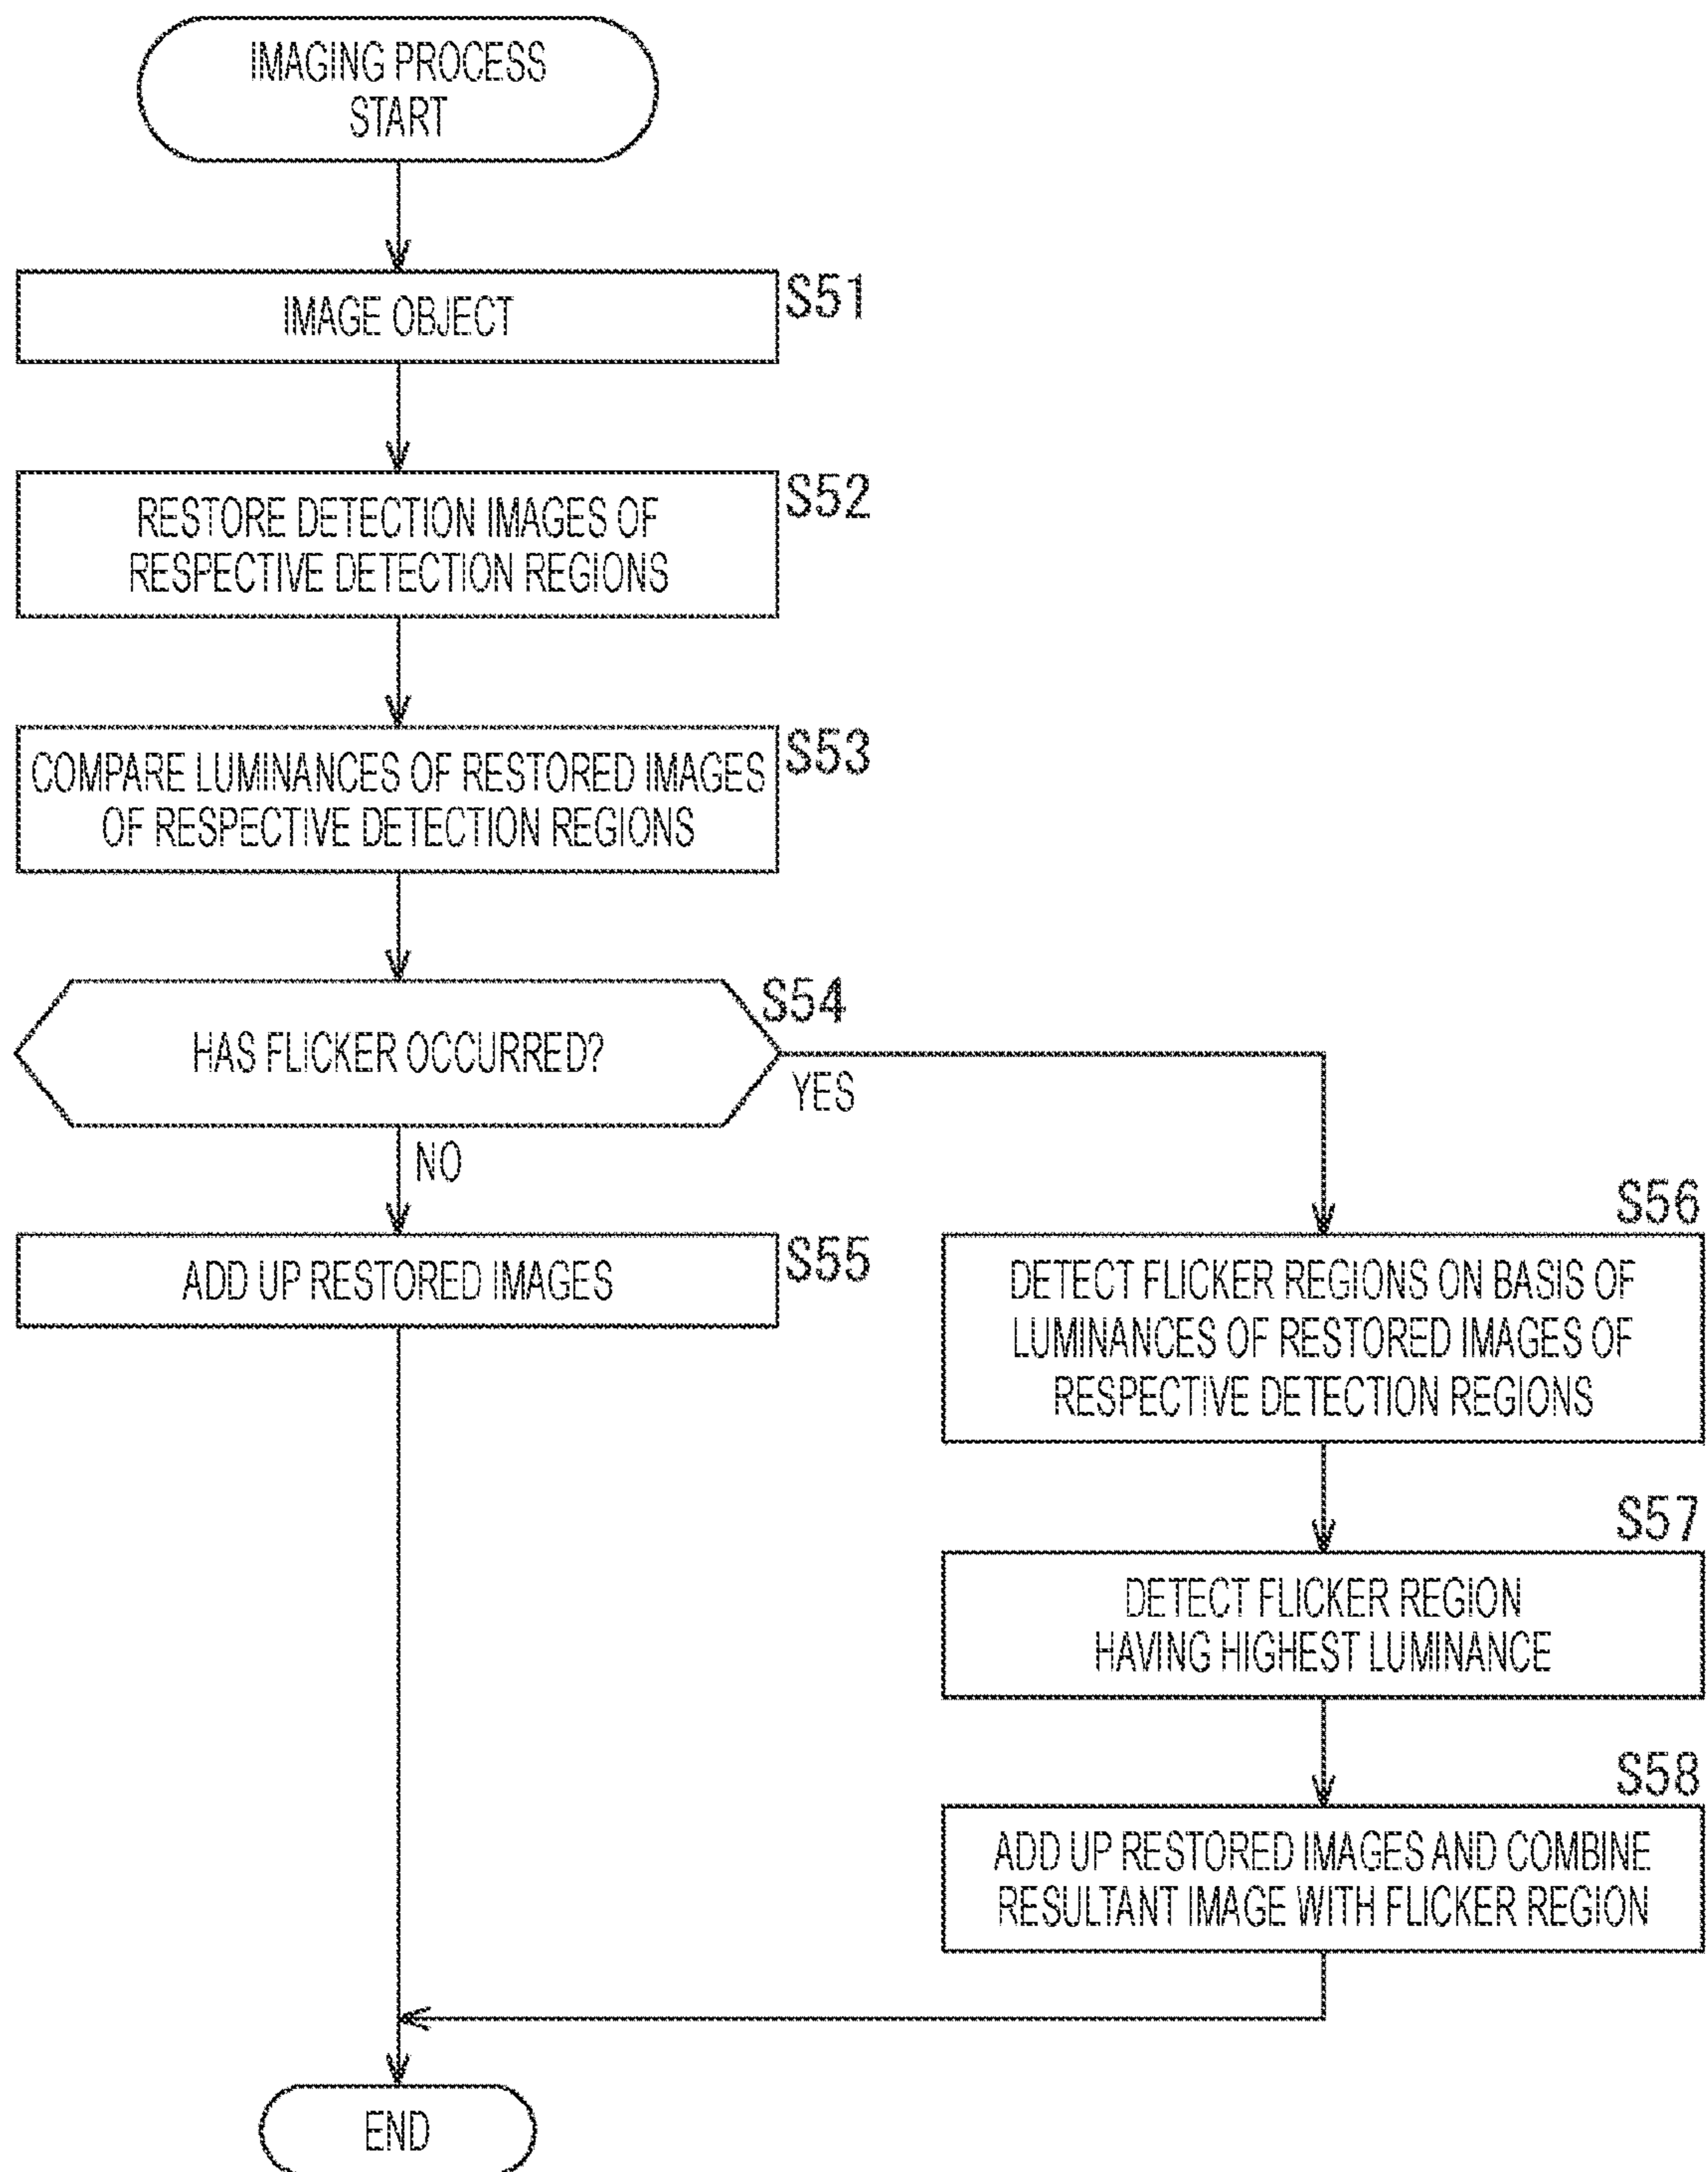 IMAGING PROCESS
START
S51
IMAGE OBJECT
S52
RESTORE DETECTION IMAGES OF
RESPECTIVE DETECTION REGIONS
S53
COMPARE LUMINANCES OF RESTORED IMAGES
OF RESPECTIVE DETECTION REGIONS
S54
HAS FLICKER OCCURRED?
YES
NO
S55
ADD UP RESTORED IMAGES
S56
DETECT FLICKER REGIONS ON BASIS OF
LUMINANCES OF RESTORED IMAGES OF
RESPECTIVE DETECTION REGIONS
S57
DETECT FLICKER REGION
HAVING HIGHEST LUMINANCE
S58
ADD UP RESTORED IMAGES AND COMBINE
RESULTANT IMAGE WITH FLICKER REGION
END